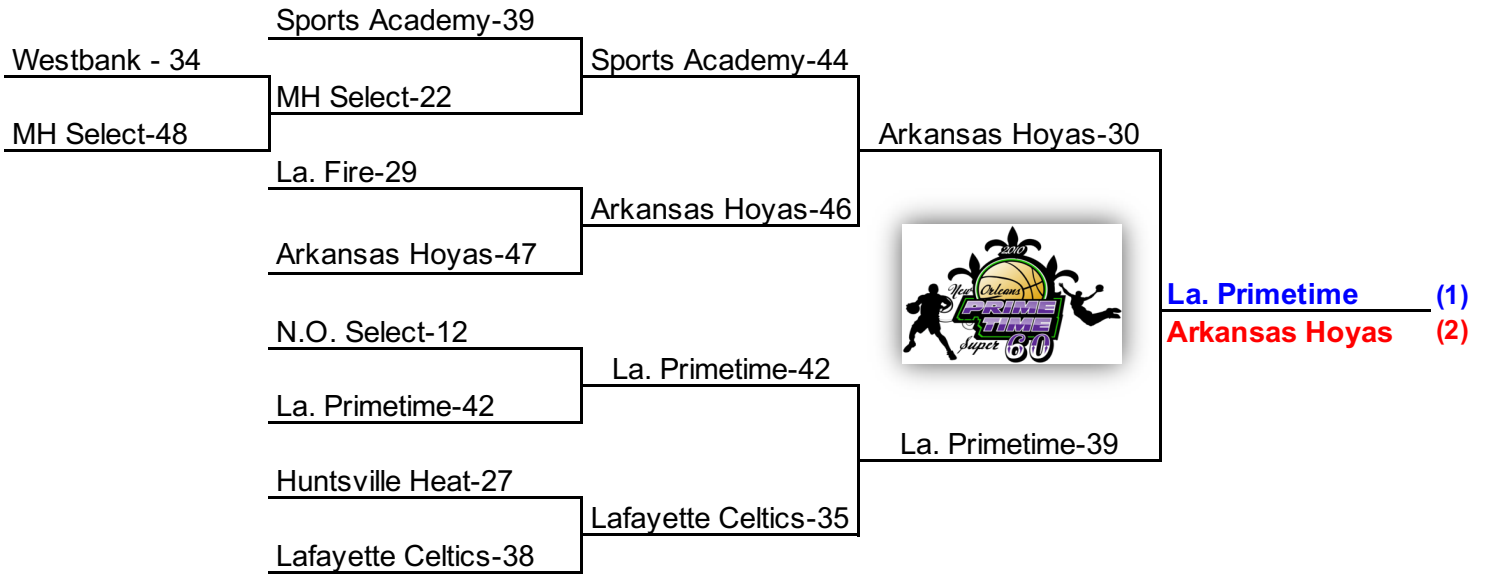 Sports Academy-39
Westbank - 34
Sports Academy-44
MH Select-22
MH Select-48
Arkansas Hoyas-30
La. Fire-29
Arkansas Hoyas-46
Arkansas Hoyas-47
2010
New Orleans
PRIME
TIME
Super 60
La. Primetime (1)
Arkansas Hoyas (2)
N.O. Select-12
La. Primetime-42
La. Primetime-42
La. Primetime-39
Huntsville Heat-27
Lafayette Celtics-35
Lafayette Celtics-38